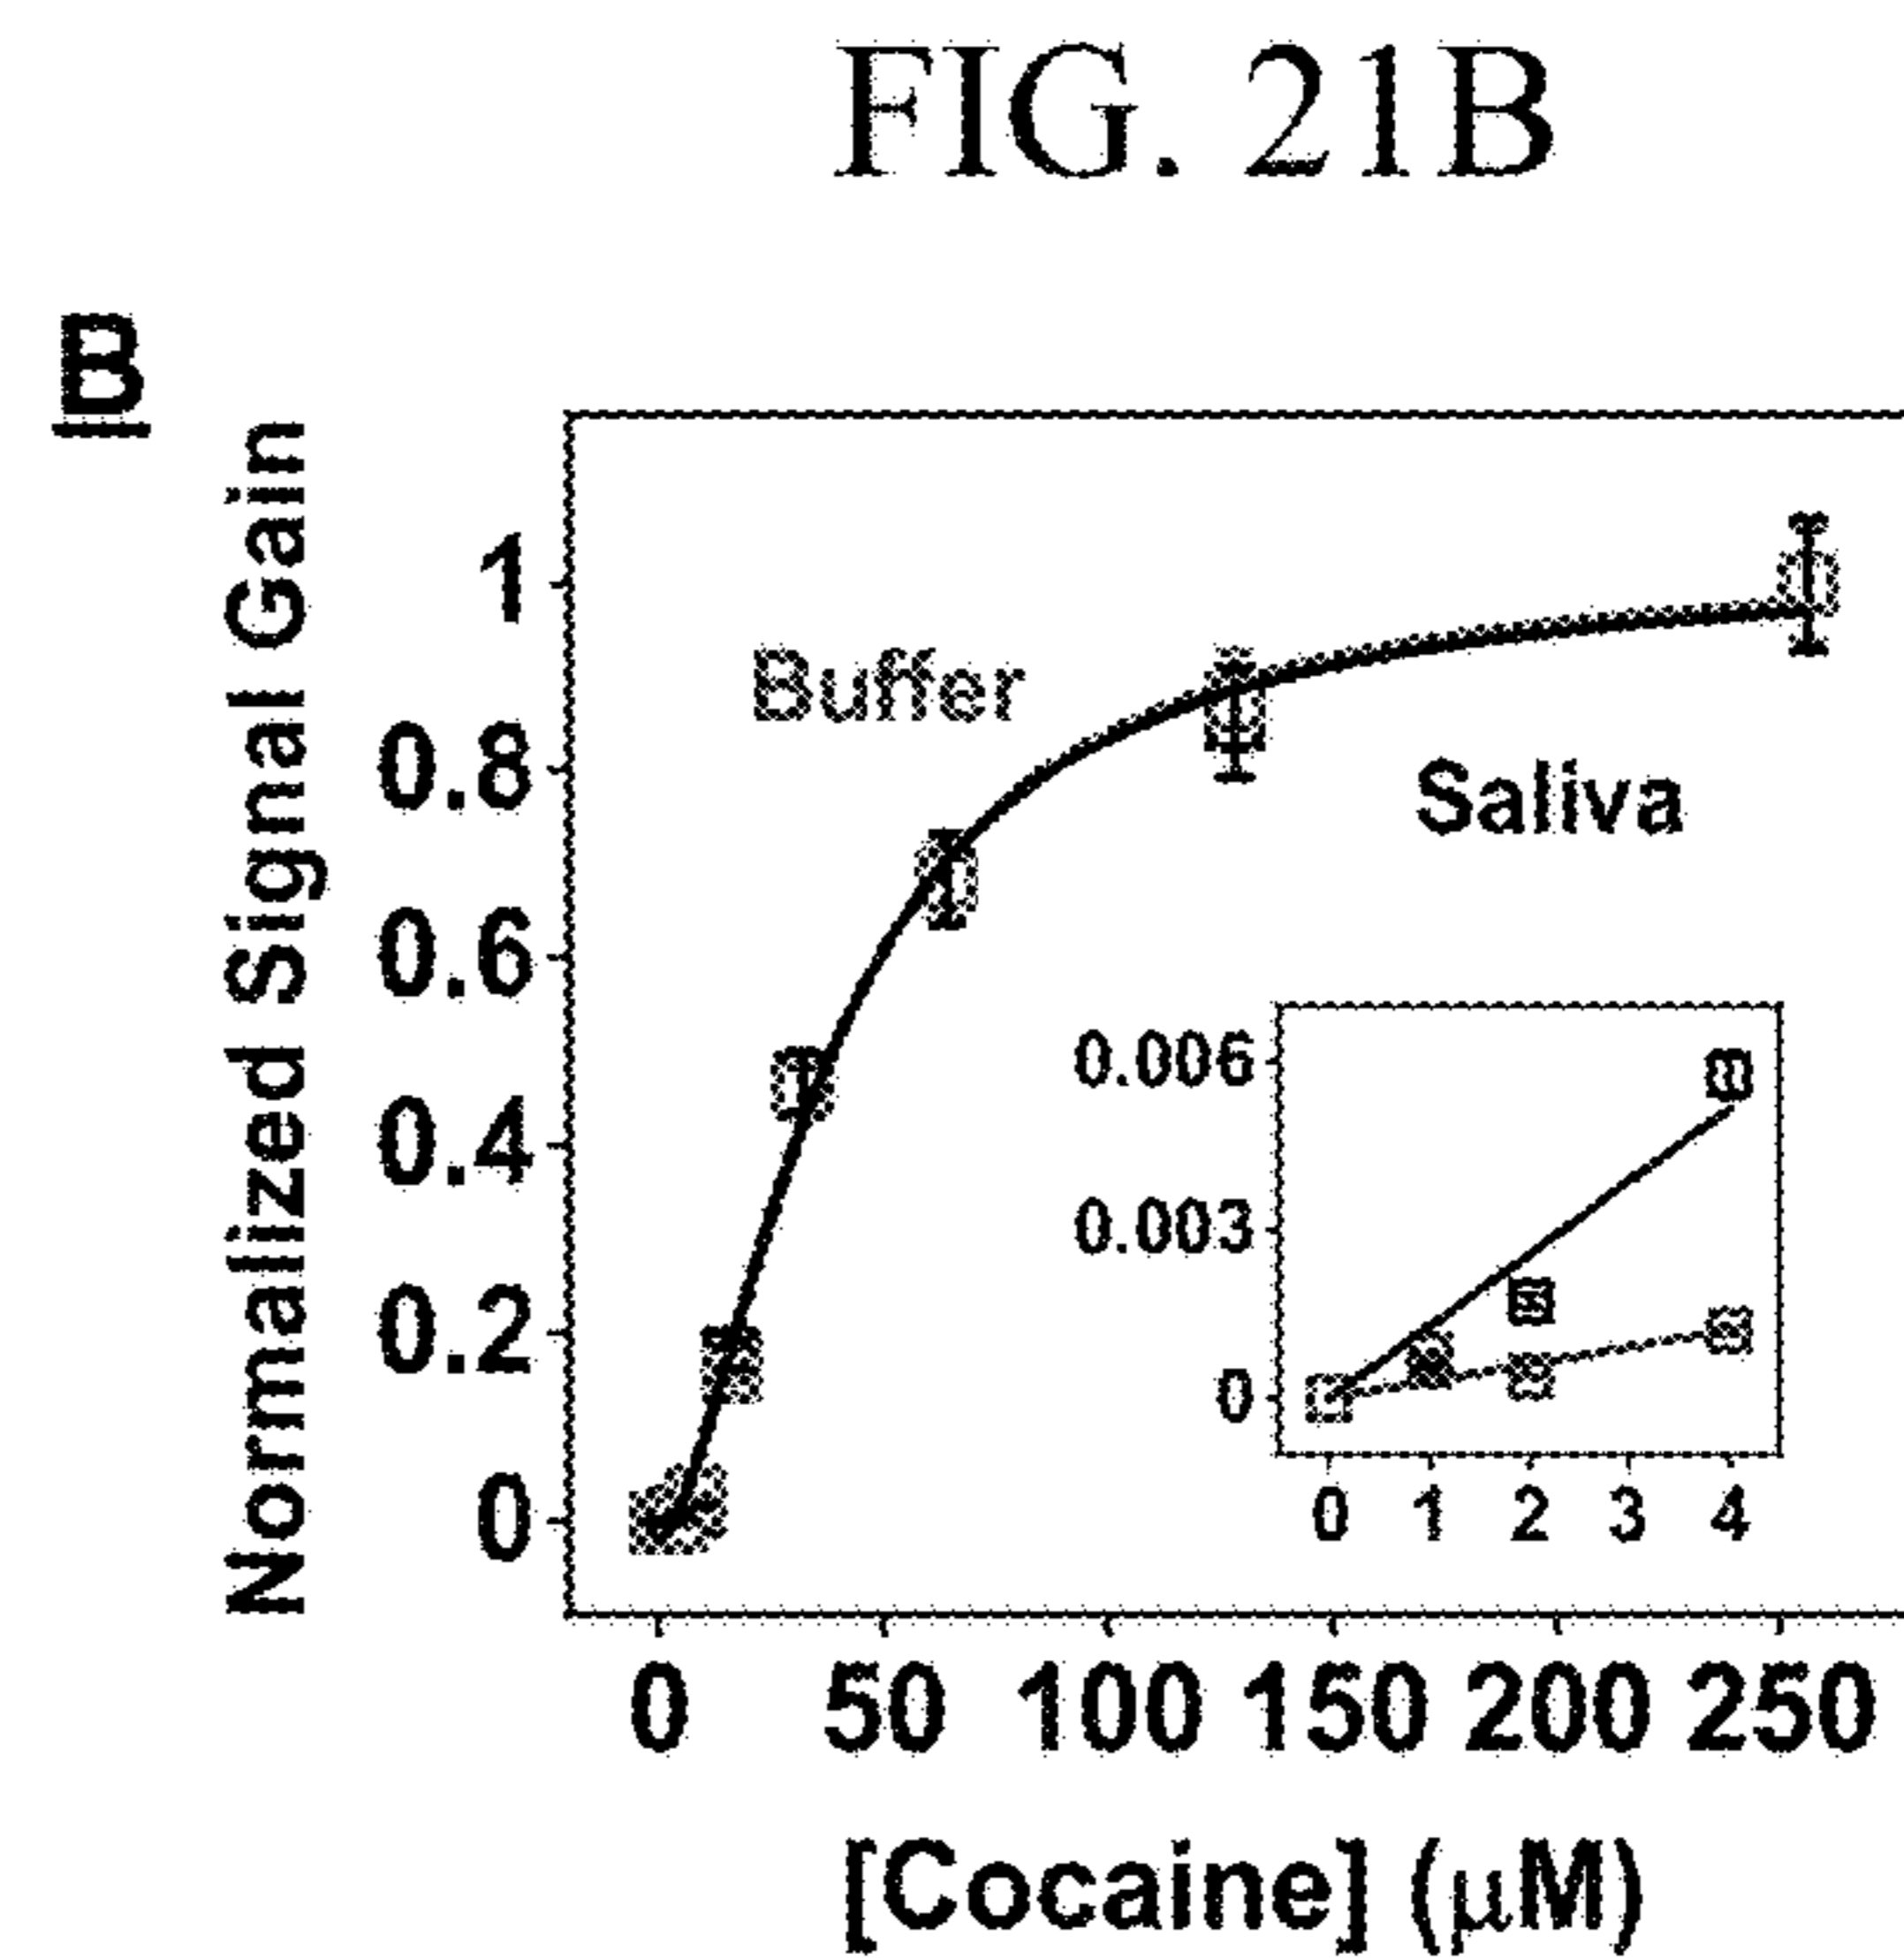 FIG. 21B
B
Normalized Signal Gain
1
0.8
0.6
0.4
0.2
0
Buffer
Saliva
0.006
0.003
0
0 1 2 3 4
0 50 100 150 200 250
[Cocaine] (μM)